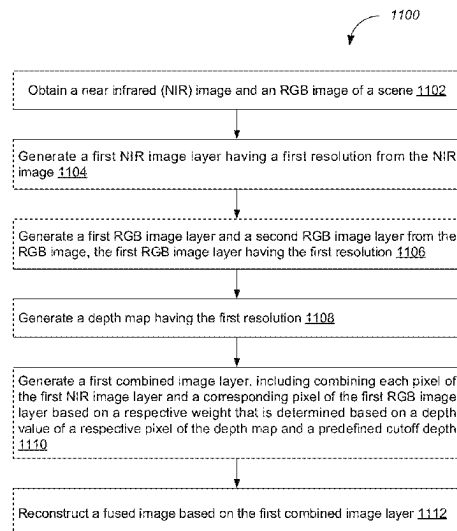 1100
Obtain a near infrared (NIR) image and an RGB image of a scene 1102
Generate a first NIR image layer having a first resolution from the NIR
image 1104
Generate a first RGB image layer and a second RGB image layer from the
RGB image, the first RGB image layer having the first resolution 1106
Generate a depth map having the first resolution 1108
Generate a first combined image layer, including combining each pixel of
the first NIR image layer and a corresponding pixel of the first RGB image
layer based on a respective weight that is determined based on a depth
value of a respective pixel of the depth map and a predefined cutoff depth
1110
Reconstruct a fused image based on the first combined image layer 1112